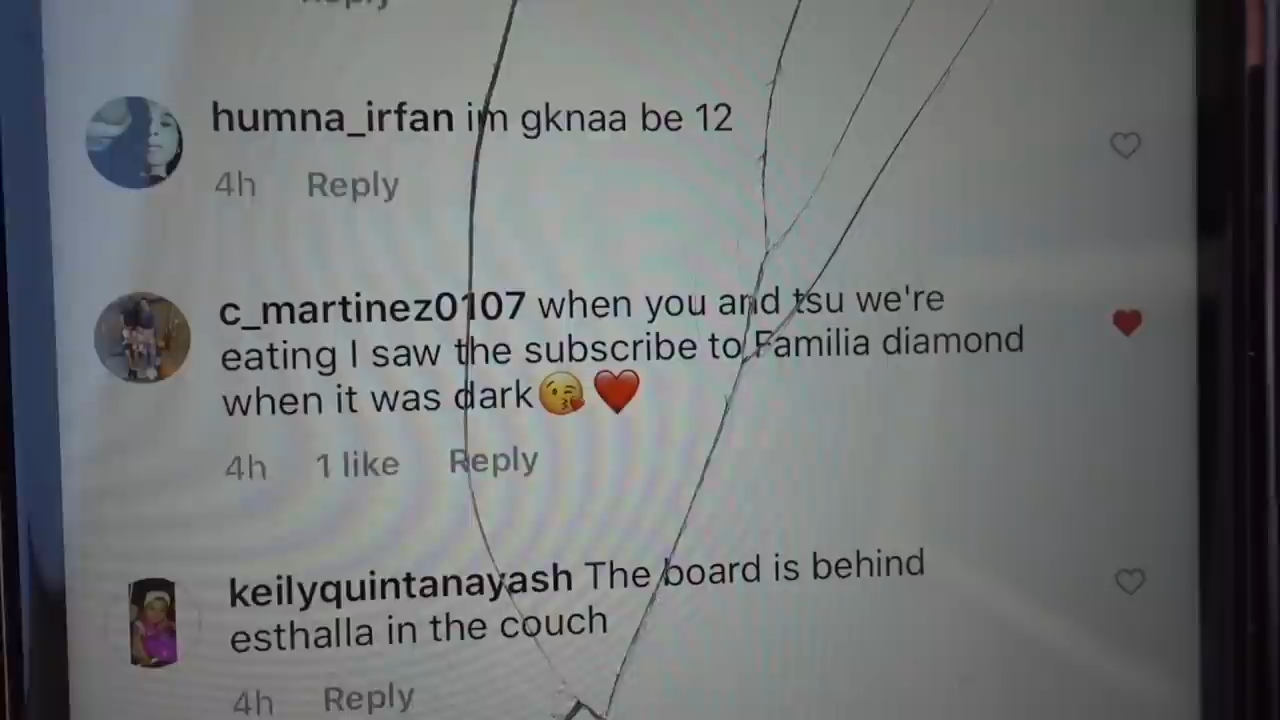 Reply
humna_irfan im gknaa be 12
4h Reply
c_martinez0107 when you and tsu we're
eating I saw the subscribe to Familia diamond
when it was dark😘❤️
4h 1 like Reply
keilyquintanayash The board is behind
esthalla in the couch
4h Reply